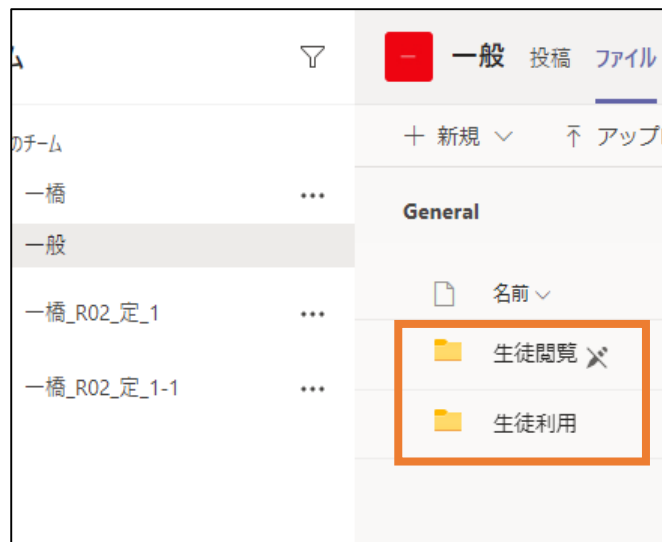 ム
のチーム
一橋 ...
一般
一橋_R02_定_1 ...
一橋_R02_定_1-1 ...
一 一般 投稿 ファイル
+ 新規 アップ
General
名前
生徒閲覧
生徒利用